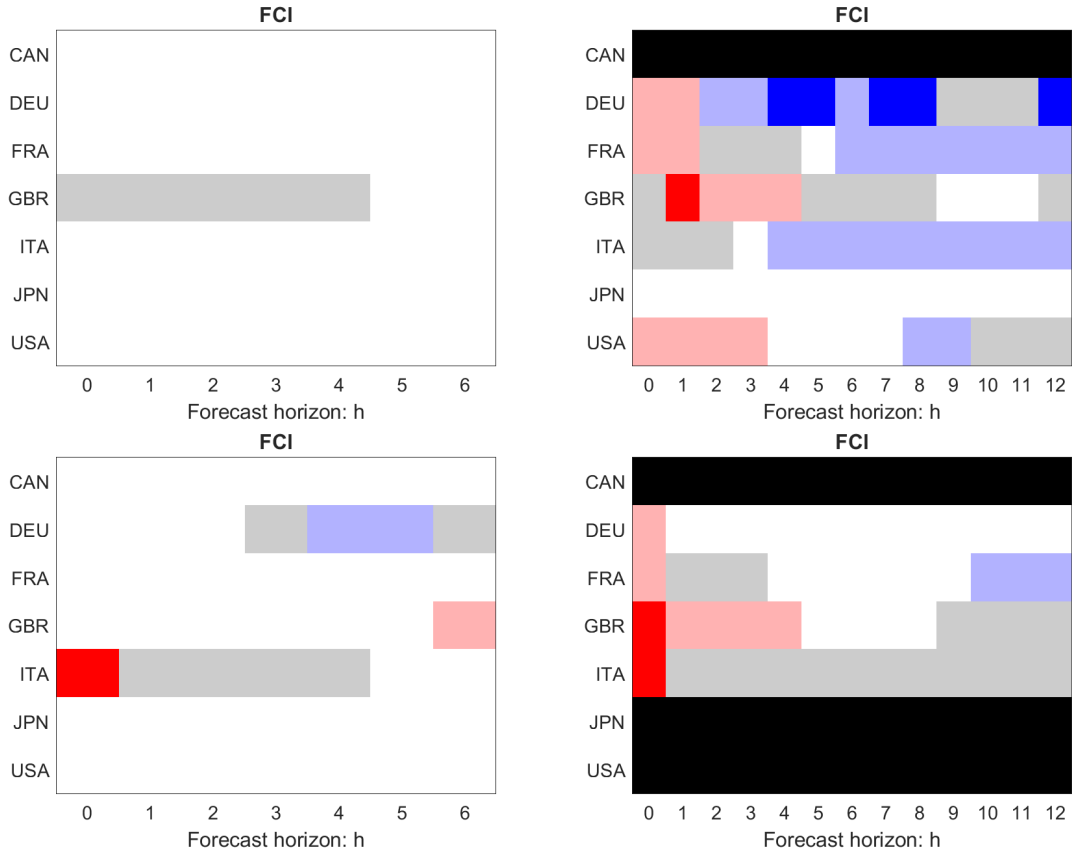 FCI
CAN
DEU
FRA
GBR
ITA
JPN
USA
0 1 2 3 4 5 6
Forecast horizon: h
FCI
CAN
DEU
FRA
GBR
ITA
JPN
USA
0 1 2 3 4 5 6 7 8 9 10 11 12
Forecast horizon: h
FCI
CAN
DEU
FRA
GBR
ITA
JPN
USA
0 1 2 3 4 5 6
Forecast horizon: h
FCI
CAN
DEU
FRA
GBR
ITA
JPN
USA
0 1 2 3 4 5 6 7 8 9 10 11 12
Forecast horizon: h